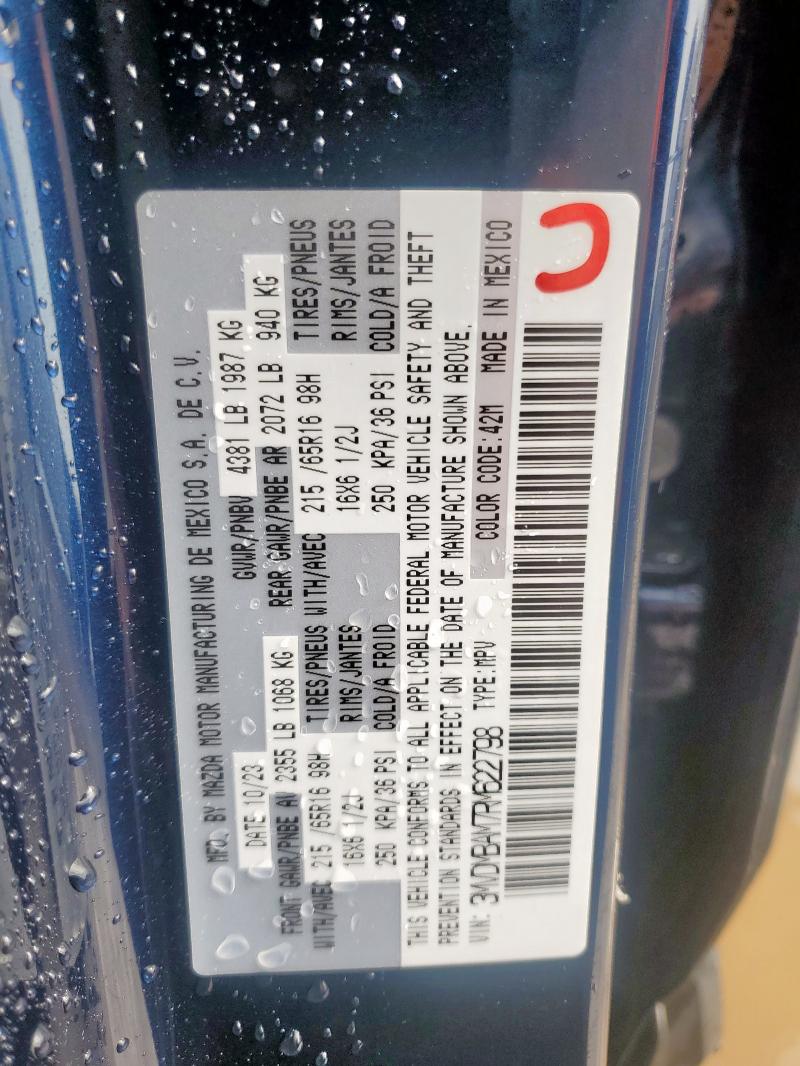 MFD. BY MAZDA MOTOR MANUFACTURING DE MEXICO S.A. DE C.V.
DATE 10/23 GVWR/PNBV 4381 LB 1987 KG
FRONT GAWR/PNBE AV 2355 LB 1068 KG REAR GAWR/PNBE AR 2072 LB 940 KG
WITH/AVEC 215 /65R16 98H TIRES/PNEUS WITH/AVEC 215 /65R16 98H TIRES/PNEUS
16X6 1/2J RIMS/JANTES 16X6 1/2J RIMS/JANTES
250 KPA/36 PSI COLD/A FROID 250 KPA/36 PSI COLD/A FROID
THIS VEHICLE CONFORMS TO ALL APPLICABLE FEDERAL MOTOR VEHICLE SAFETY AND THEFT
PREVENTION STANDARDS IN EFFECT ON THE DATE OF MANUFACTURE SHOWN ABOVE.
VIN: 3MVDMBAM7RM622798 TYPE:MPV COLOR CODE:42M MADE IN MEXICO